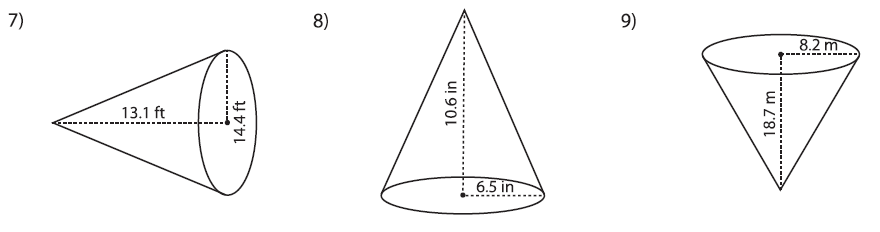 7)
13.1 ft
14.4 ft
8)
10.6 in
6.5 in
9)
8.2 m
18.7 m